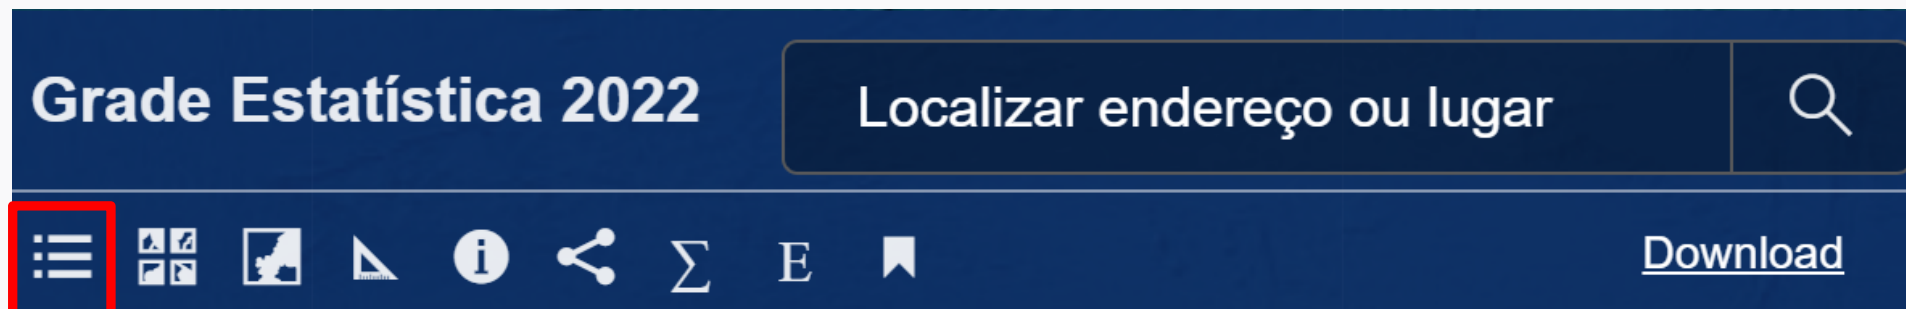 Grade Estatística 2022
Localizar endereço ou lugar
Σ E
Download